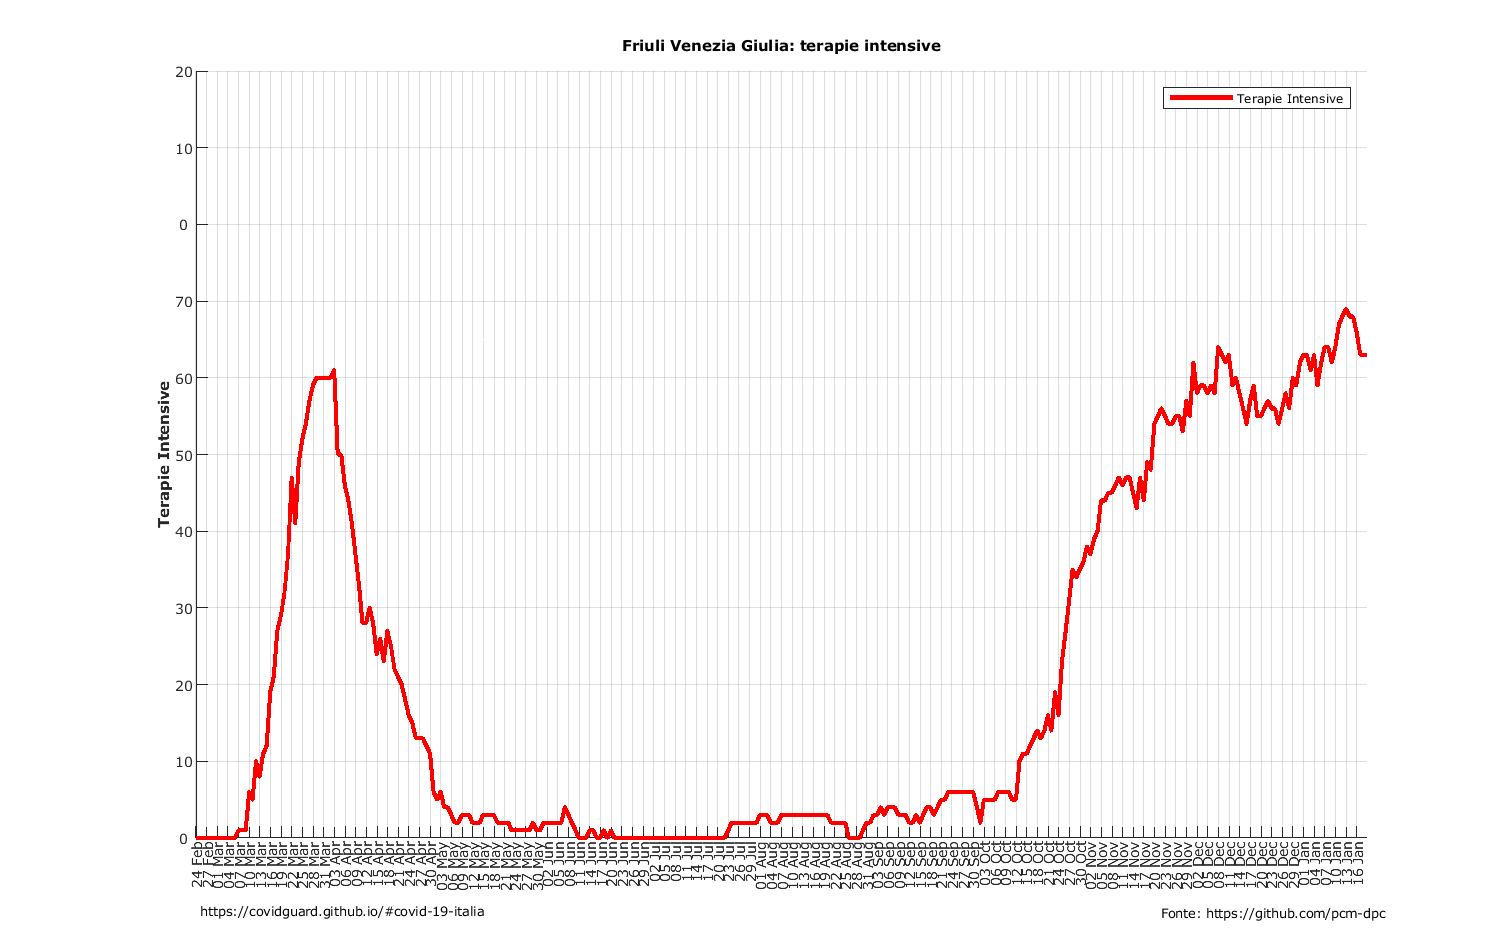 Friuli Venezia Giulia: terapie intensive
Terapie Intensive
20
10
0
70
60
50
40
30
20
10
0
Terapie Intensive
24 Feb
27 Feb
01 Mar
04 Mar
07 Mar
10 Mar
13 Mar
16 Mar
19 Mar
22 Mar
25 Mar
28 Mar
31 Mar
03 Apr
06 Apr
09 Apr
12 Apr
15 Apr
18 Apr
21 Apr
24 Apr
27 Apr
30 Apr
03 May
06 May
09 May
12 May
15 May
18 May
21 May
24 May
27 May
30 May
02 Jun
05 Jun
08 Jun
11 Jun
14 Jun
17 Jun
20 Jun
23 Jun
26 Jun
29 Jun
02 Jul
05 Jul
08 Jul
11 Jul
14 Jul
17 Jul
20 Jul
23 Jul
26 Jul
29 Jul
01 Aug
04 Aug
07 Aug
10 Aug
13 Aug
16 Aug
19 Aug
22 Aug
25 Aug
28 Aug
31 Aug
03 Sep
06 Sep
09 Sep
12 Sep
15 Sep
18 Sep
21 Sep
24 Sep
27 Sep
30 Sep
03 Oct
06 Oct
09 Oct
12 Oct
15 Oct
18 Oct
21 Oct
24 Oct
27 Oct
30 Oct
02 Nov
05 Nov
08 Nov
11 Nov
14 Nov
17 Nov
20 Nov
23 Nov
26 Nov
29 Nov
02 Dec
05 Dec
08 Dec
11 Dec
14 Dec
17 Dec
20 Dec
23 Dec
26 Dec
29 Dec
01 Jan
04 Jan
07 Jan
10 Jan
13 Jan
16 Jan
https://covidguard.github.io/#covid-19-italia
Fonte: https://github.com/pcm-dpc